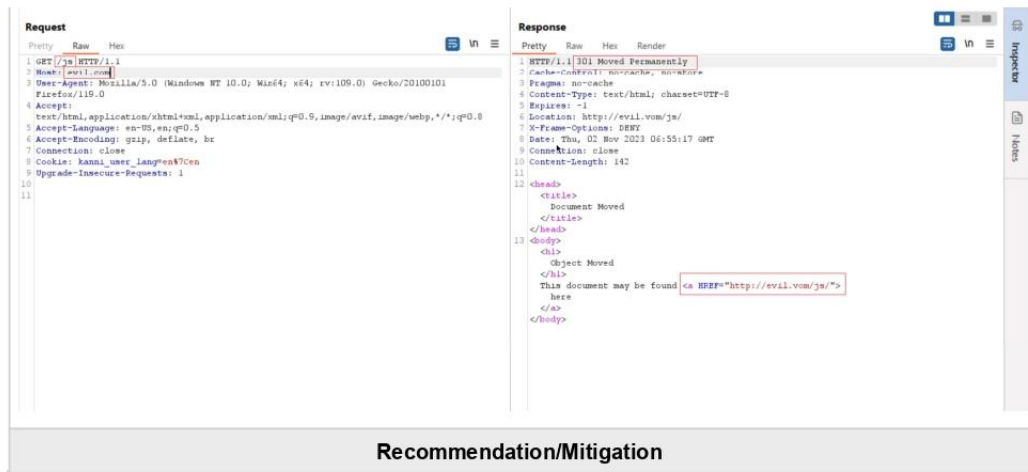 Request
Pretty Raw Hex
\n
1 GET /js HTTP/1.1
2 Host: evil.com
3 User-Agent: Mozilla/5.0 (Windows NT 10.0; Win64; x64; rv:109.0) Gecko/20100101
Firefox/119.0
4 Accept:
text/html,application/xhtml+xml,application/xml;q=0.9,image/avif,image/webp,*/*;q=0.8
5 Accept-Language: en-US,en;q=0.5
6 Accept-Encoding: gzip, deflate, br
7 Connection: close
8 Cookie: kanni_user_lang=en%7Cen
9 Upgrade-Insecure-Requests: 1
10
11
Response
Pretty Raw Hex Render
\n
1 HTTP/1.1 301 Moved Permanently
2 Cache-Control: no-cache, no-store
3 Pragma: no-cache
4 Content-Type: text/html; charset=UTF-8
5 Expires: -1
6 Location: http://evil.vom/js/
7 X-Frame-Options: DENY
8 Date: Thu, 02 Nov 2023 06:55:17 GMT
9 Connection: close
10 Content-Length: 142
11
12 <head>
<title>
Document Moved
</title>
</head>
13 <body>
<h1>
Object Moved
</h1>
This document may be found <a HREF="http://evil.vom/js/">
here
</a>
</body>
Inspector
Notes
Recommendation/Mitigation